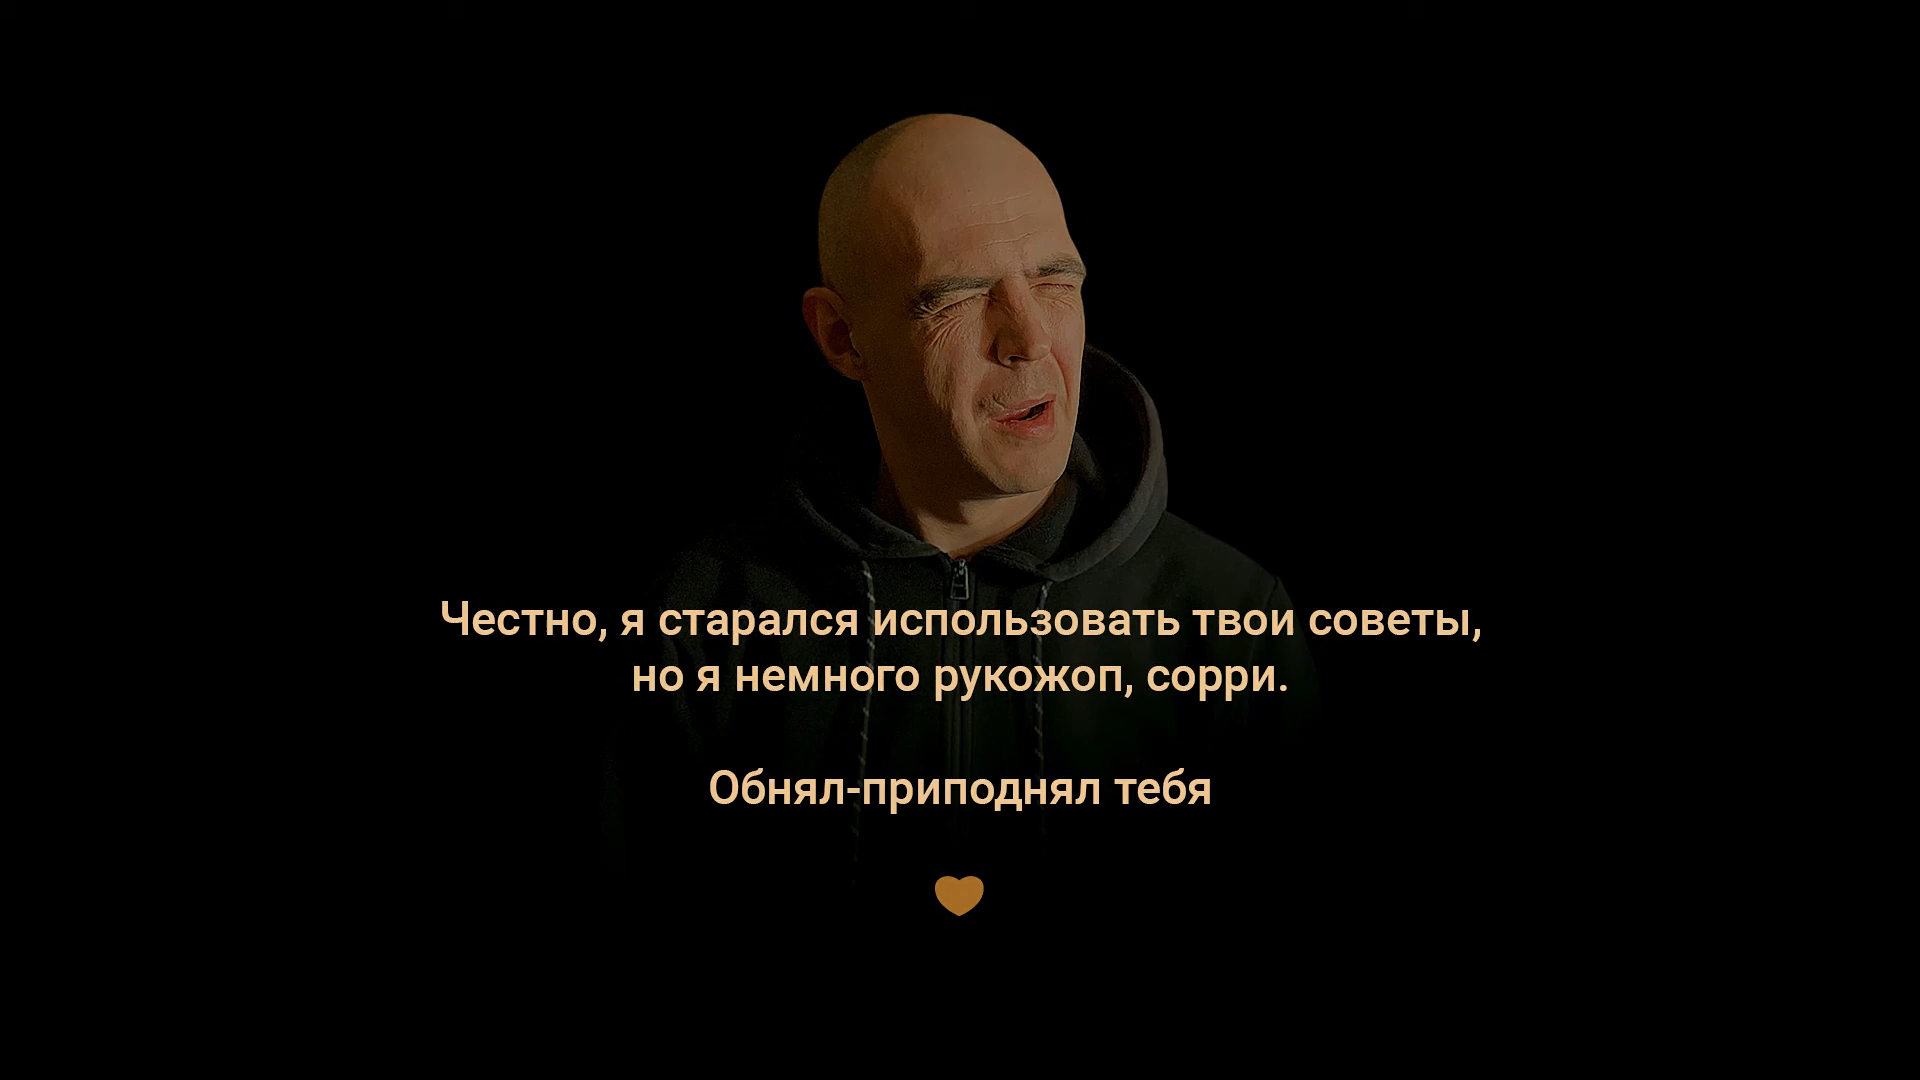 Честно, я старался использовать твои советы,
но я немного рукожоп, сорри.
Обнял-приподнял тебя